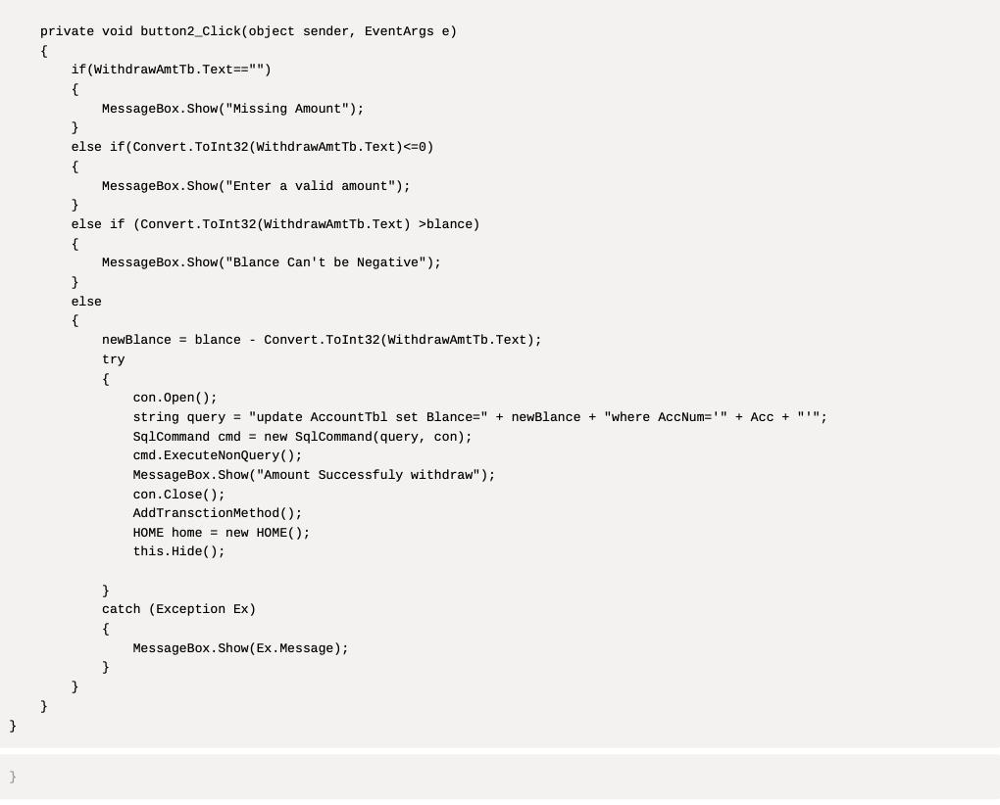 private void button2_Click(object sender, EventArgs e)
{
if(WithdrawAmtTb.Text=="")
{
MessageBox.Show("Missing Amount");
}
else if(Convert.ToInt32(WithdrawAmtTb.Text)<=0)
{
MessageBox.Show("Enter a valid amount");
}
else if (Convert.ToInt32(WithdrawAmtTb.Text) >blance)
{
MessageBox.Show("Blance Can't be Negative");
}
else
{
newBlance = blance - Convert.ToInt32(WithdrawAmtTb.Text);
try
{
con.Open();
string query = "update AccountTbl set Blance=" + newBlance + "where AccNum='" + Acc + "'";
SqlCommand cmd = new SqlCommand(query, con);
cmd.ExecuteNonQuery();
MessageBox.Show("Amount Successfuly withdraw");
con.Close();
AddTransctionMethod();
HOME home = new HOME();
this.Hide();
}
catch (Exception Ex)
{
MessageBox.Show(Ex.Message);
}
}
}
}
}